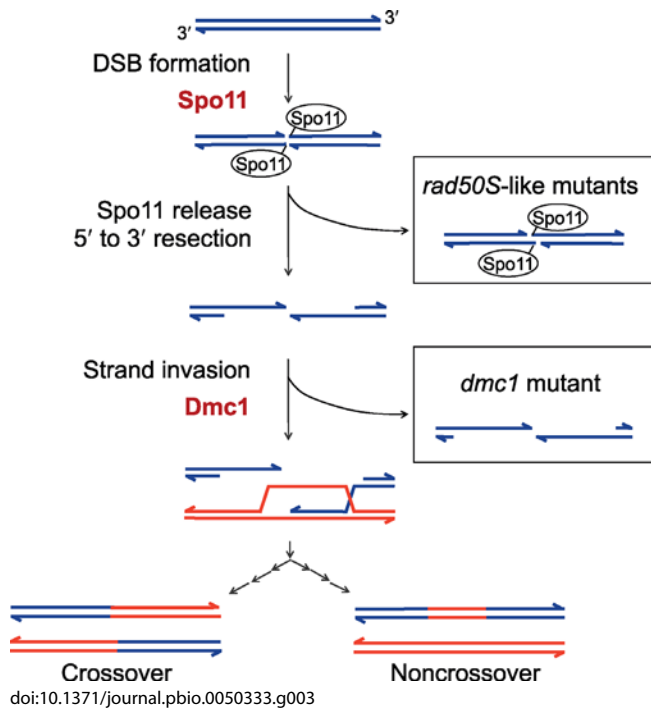 3′
3′
DSB formation
Spo11
Spo11
Spo11
Spo11 release
5′ to 3′ resection
rad50S-like mutants
Spo11
Spo11
Strand invasion
Dmc1
dmc1 mutant
Crossover
Noncrossover
doi:10.1371/journal.pbio.0050333.g003